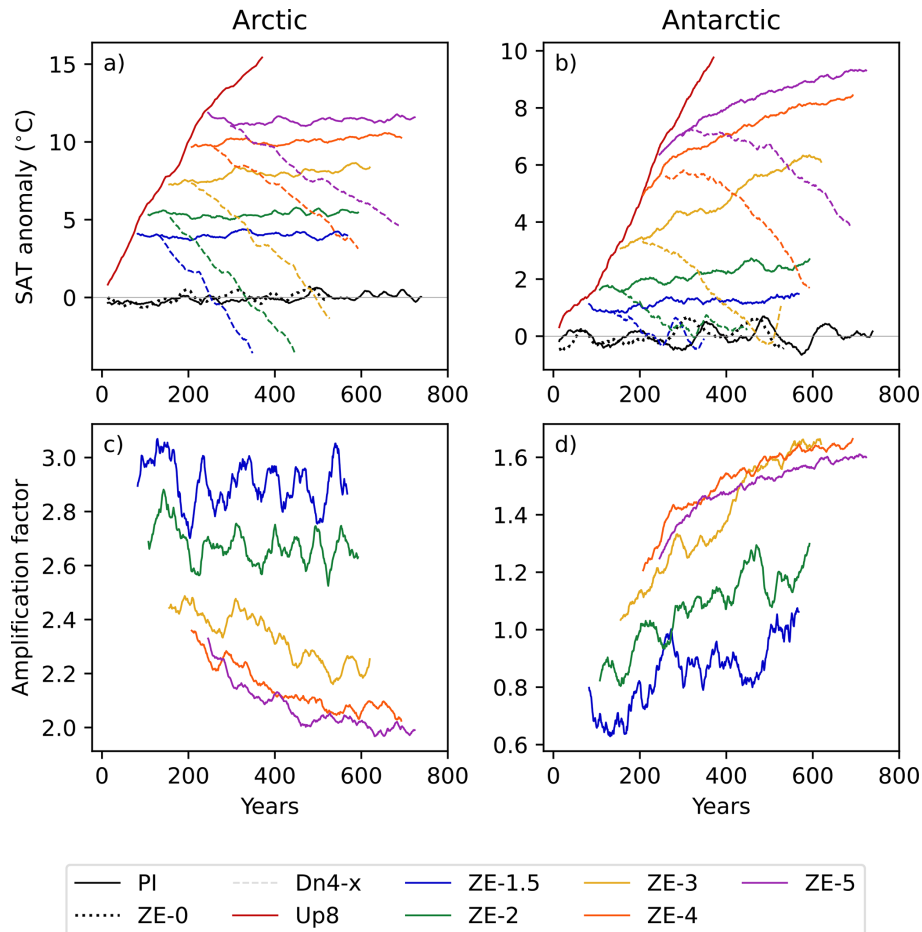 Arctic Antarctic
a) b)
SAT anomaly (°C)
15
10
5
0
10
8
6
4
2
0
0 200 400 600 800
0 200 400 600 800
c) d)
Amplification factor
3.0
2.8
2.6
2.4
2.2
2.0
1.6
1.4
1.2
1.0
0.8
0.6
0 200 400 600 800
0 200 400 600 800
Years Years
PI Dn4-x ZE-1.5 ZE-3 ZE-5
ZE-0 Up8 ZE-2 ZE-4